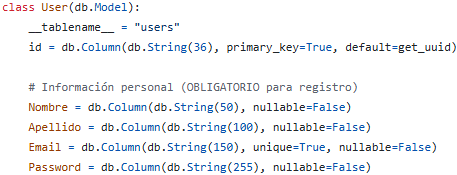 class User(db.Model):
    __tablename__ = "users"
    id = db.Column(db.String(36), primary_key=True, default=get_uuid)

    # Información personal (OBLIGATORIO para registro)
    Nombre = db.Column(db.String(50), nullable=False)
    Apellido = db.Column(db.String(100), nullable=False)
    Email = db.Column(db.String(150), unique=True, nullable=False)
    Password = db.Column(db.String(255), nullable=False)